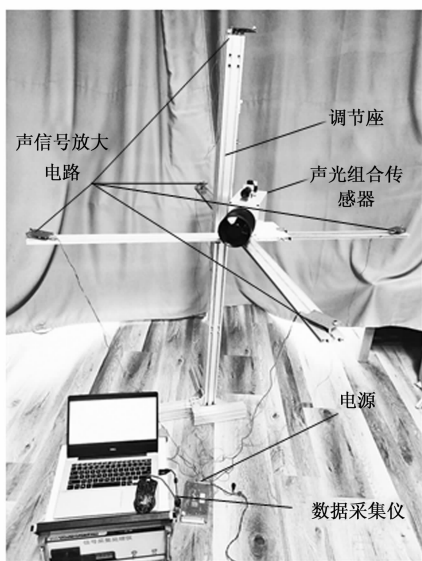 调节座
声信号放大
电路
声光组合传
感器
电源
数据采集仪